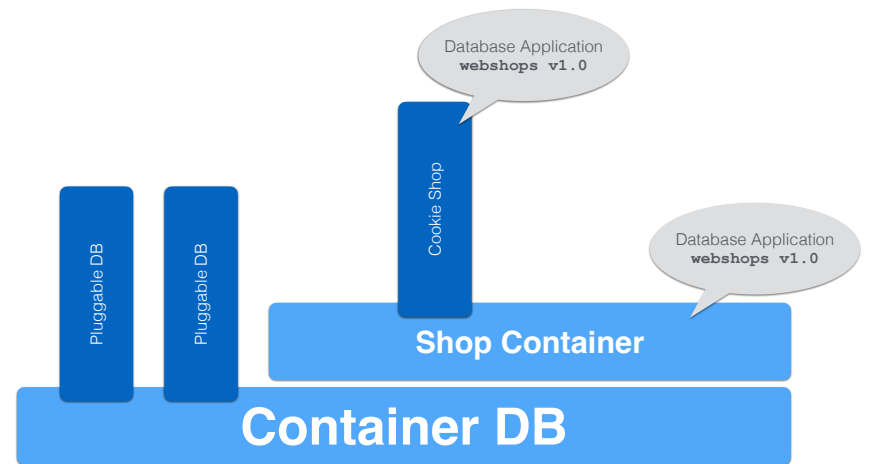 Database Application
webshops v1.0
Cookie Shop
Database Application
webshops v1.0
Pluggable DB
Pluggable DB
Shop Container
Container DB